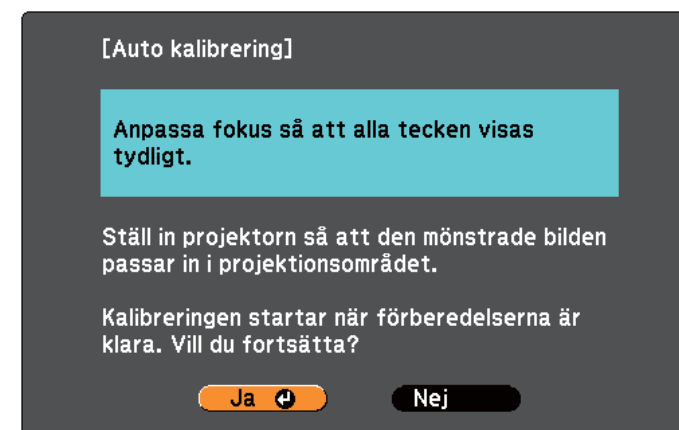 [Auto kalibrering]
Anpassa fokus så att alla tecken visas
tydligt.
Ställ in projektorn så att den mönstrade bilden
passar in i projektionsområdet.
Kalibreringen startar när förberedelserna är
klara. Vill du fortsätta?
Ja
Nej